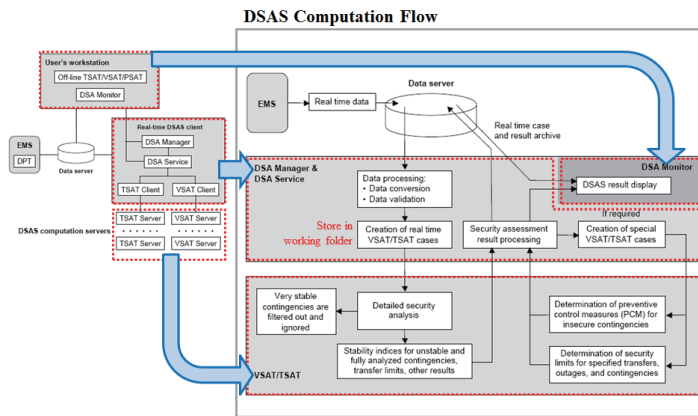 DSAS Computation Flow
User's workstation
Off-line TSAT/VSAT/PSAT
DSA Monitor
EMS
DPT
Data server
Real-time DSAS client
DSA Manager
DSA Service
TSAT Client
VSAT Client
DSAS computation servers
TSAT Server
VSAT Server
. . . . . .
. . . . . .
TSAT Server
VSAT Server
EMS
Real time data
Data server
Real time case
and result archive
DSA Manager &
DSA Service
Data processing:
• Data conversion
• Data validation
Store in
working folder
Creation of real time
VSAT/TSAT cases
Security assessment
result processing
DSA Monitor
DSAS result display
If required
Creation of special
VSAT/TSAT cases
Very stable
contingencies are
filtered out and
ignored
Detailed security
analysis
Stability indices for unstable and
fully analyzed contingencies,
transfer limits, other results
Determination of preventive
control measures (PCM) for
insecure contingencies
Determination of security
limits for specified transfers,
outages, and contingencies
VSAT/TSAT